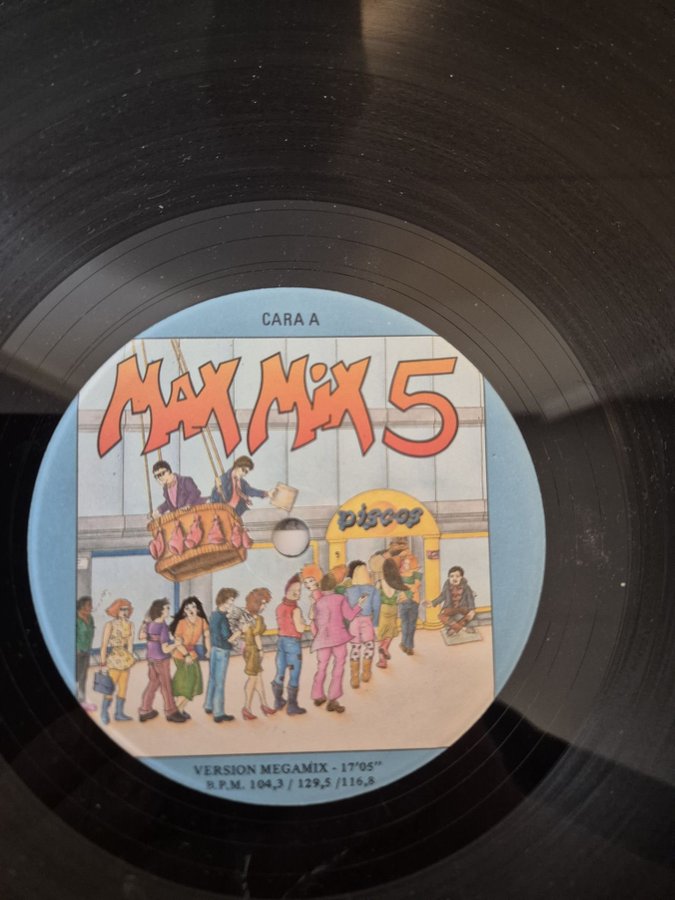 CARA A
MAX MiX 5
Discos
VERSION MEGAMIX - 17'05"
B.P.M. 104,3 / 129,5 /116,8